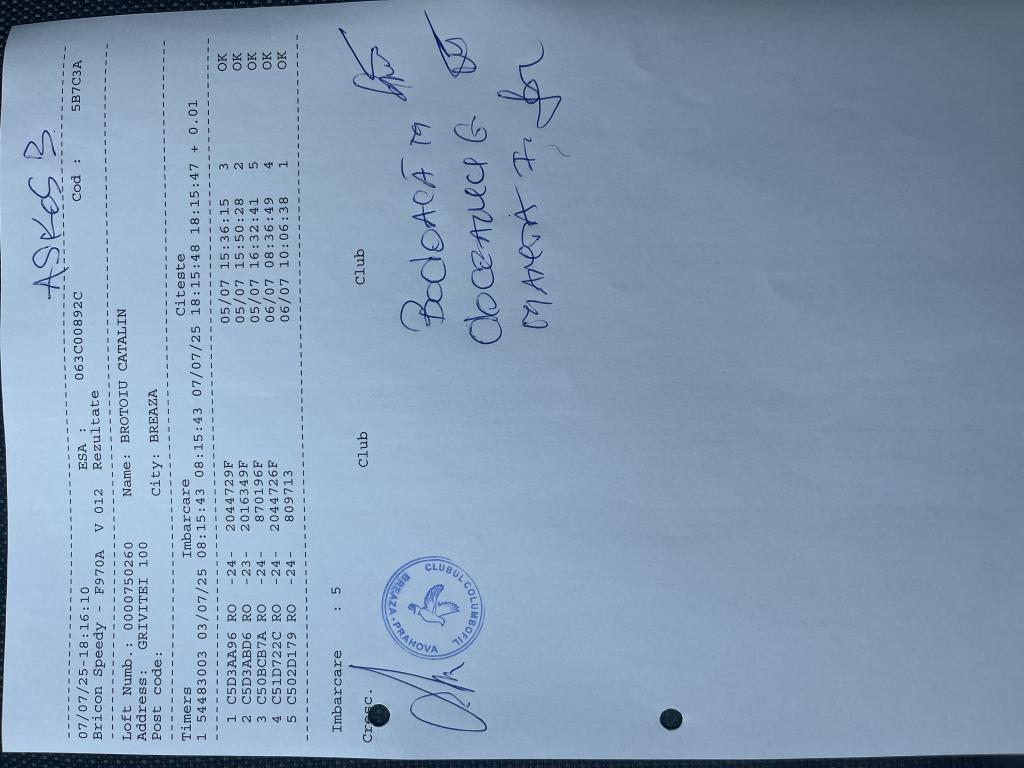 ASKOS B
07/07/25-18:16:10 ESA : 063C00892C Cod : 5B7C3A
Bricon Speedy - F970A V 012 Rezultate
Loft Numb.: 0000750260 Name: BROTOIU CATALIN
Address: GRIVITEI 100
Post code: City: BREAZA
Timers Imbarcare Citeste
1 54483003 03/07/25 08:15:43 08:15:43 07/07/25 18:15:48 18:15:47 + 0.01
1 C5D3AA96 RO -24- 2044729F 05/07 15:36:15 3 OK
2 C5D3ABD6 RO -23- 2016349F 05/07 15:50:28 2 OK
3 C50BCB7A RO -24- 870196F 05/07 16:32:41 5 OK
4 C51D722C RO -24- 2044726F 06/07 08:36:49 4 OK
5 C502D179 RO -24- 809713 06/07 10:06:38 1 OK
Imbarcare : 5
Cresc. Club Club
CLUBUL COLUMBOFIL
BREAZA-PRAHOVA